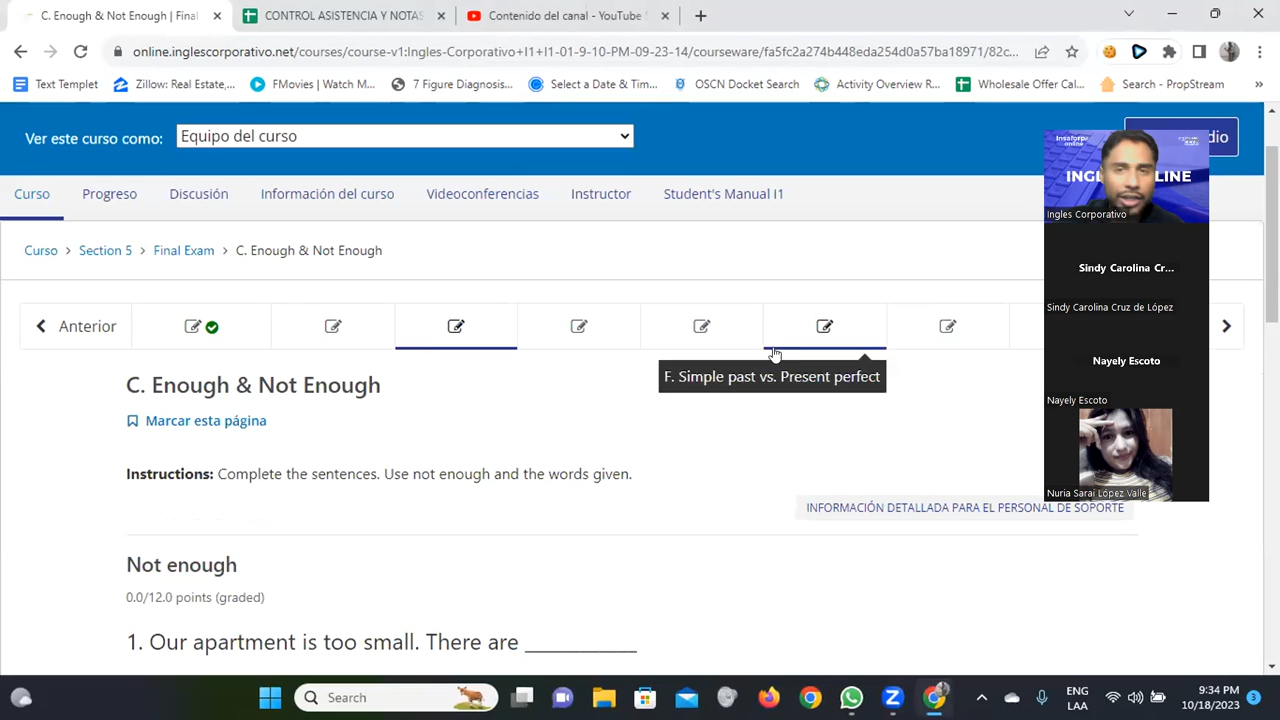 C. Enough & Not Enough | Final
CONTROL ASISTENCIA Y NOTAS
Contenido del canal - YouTube S
online.inglescorporativo.net/courses/course-v1:Ingles-Corporativo+I1+I1-01-9-10-PM-09-23-14/courseware/fa5fc2a274b448eda254d0a57ba18971/82c...
Text Templet
Zillow: Real Estate,...
FMovies | Watch M...
7 Figure Diagnosis...
Select a Date & Tim...
OSCN Docket Search
Activity Overview R...
Wholesale Offer Cal...
Search - PropStream
Ver este curso como:
Equipo del curso
dio
Curso
Progreso
Discusión
Información del curso
Videoconferencias
Instructor
Student's Manual I1
Curso > Section 5 > Final Exam > C. Enough & Not Enough
Anterior
F. Simple past vs. Present perfect
C. Enough & Not Enough
Marcar esta página
Instructions: Complete the sentences. Use not enough and the words given.
INFORMACIÓN DETALLADA PARA EL PERSONAL DE SOPORTE
Not enough
0.0/12.0 points (graded)
1. Our apartment is too small. There are ___________
Ingles Corporativo
Sindy Carolina Cr...
Sindy Carolina Cruz de López
Nayely Escoto
Nayely Escoto
Nuria Sarai López Valle
Search
ENG
LAA
9:34 PM
10/18/2023
3